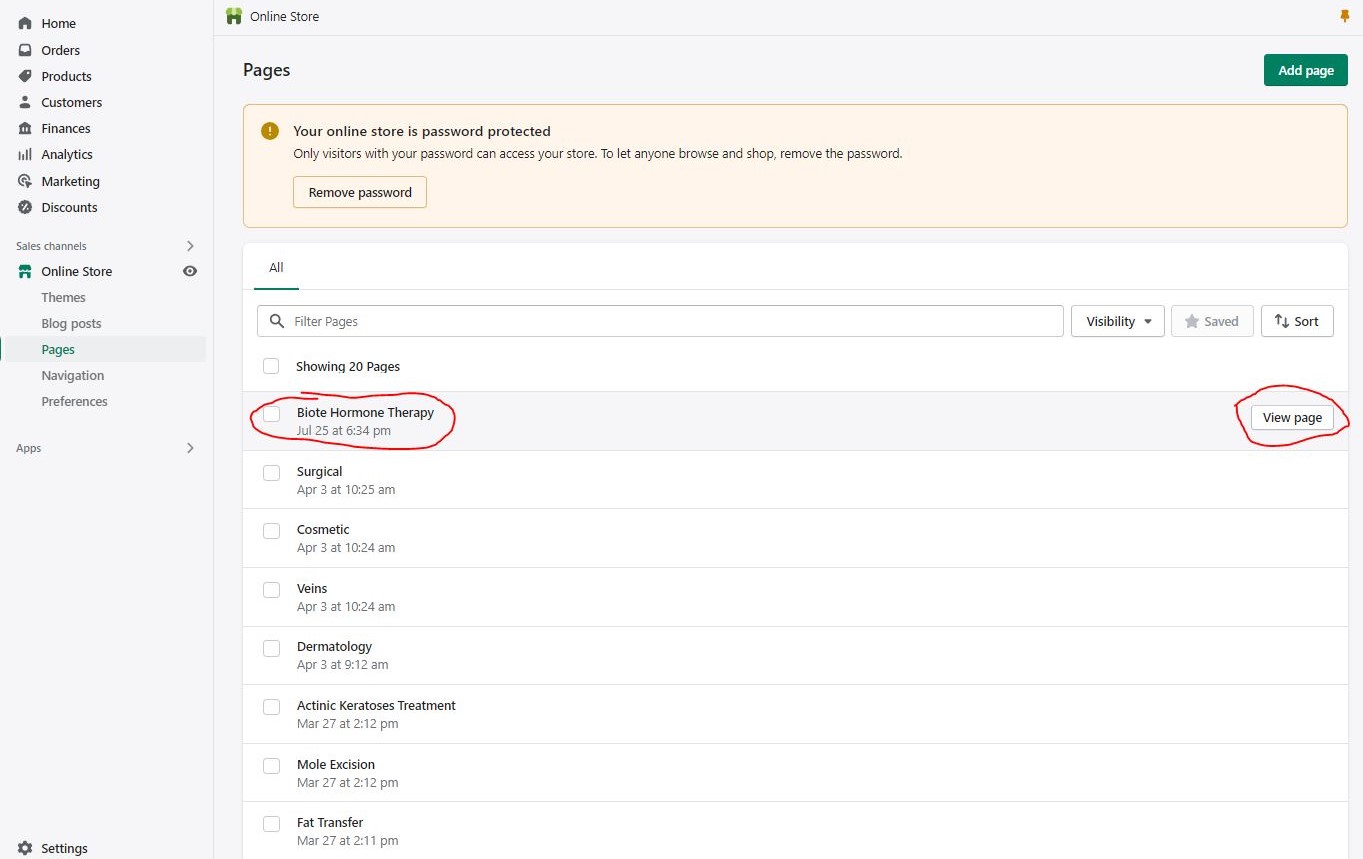 Home
Orders
Products
Customers
Finances
Analytics
Marketing
Discounts
Sales channels
Online Store
Themes
Blog posts
Pages
Navigation
Preferences
Apps
Settings
Online Store
Pages
Add page
Your online store is password protected
Only visitors with your password can access your store. To let anyone browse and shop, remove the password.
Remove password
All
Filter Pages
Visibility
Saved
Sort
Showing 20 Pages
Biote Hormone Therapy
Jul 25 at 6:34 pm
View page
Surgical
Apr 3 at 10:25 am
Cosmetic
Apr 3 at 10:24 am
Veins
Apr 3 at 10:24 am
Dermatology
Apr 3 at 9:12 am
Actinic Keratoses Treatment
Mar 27 at 2:12 pm
Mole Excision
Mar 27 at 2:12 pm
Fat Transfer
Mar 27 at 2:11 pm